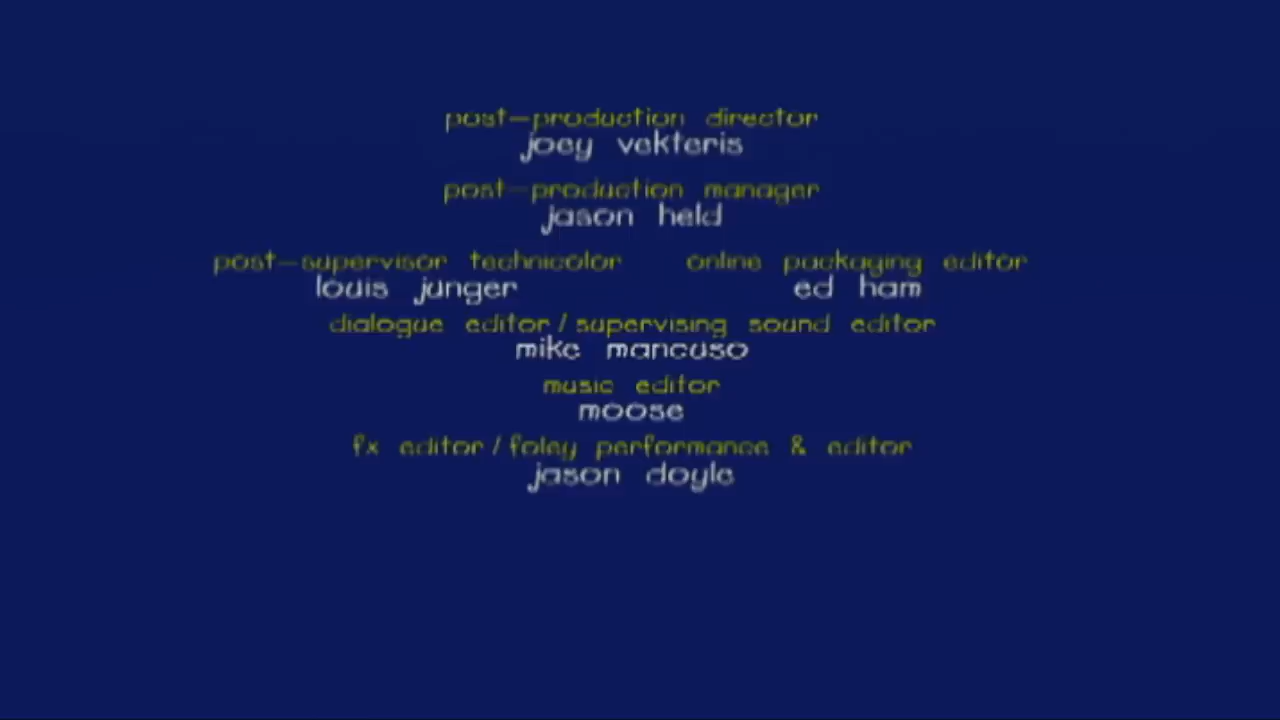 post-production director
joey vekteris
post-production manager
jason held
post-supervisor technicolor online packaging editor
louis junger ed ham
dialogue editor / supervising sound editor
mike mancuso
music editor
moose
fx editor / foley performance & editor
jason doyle